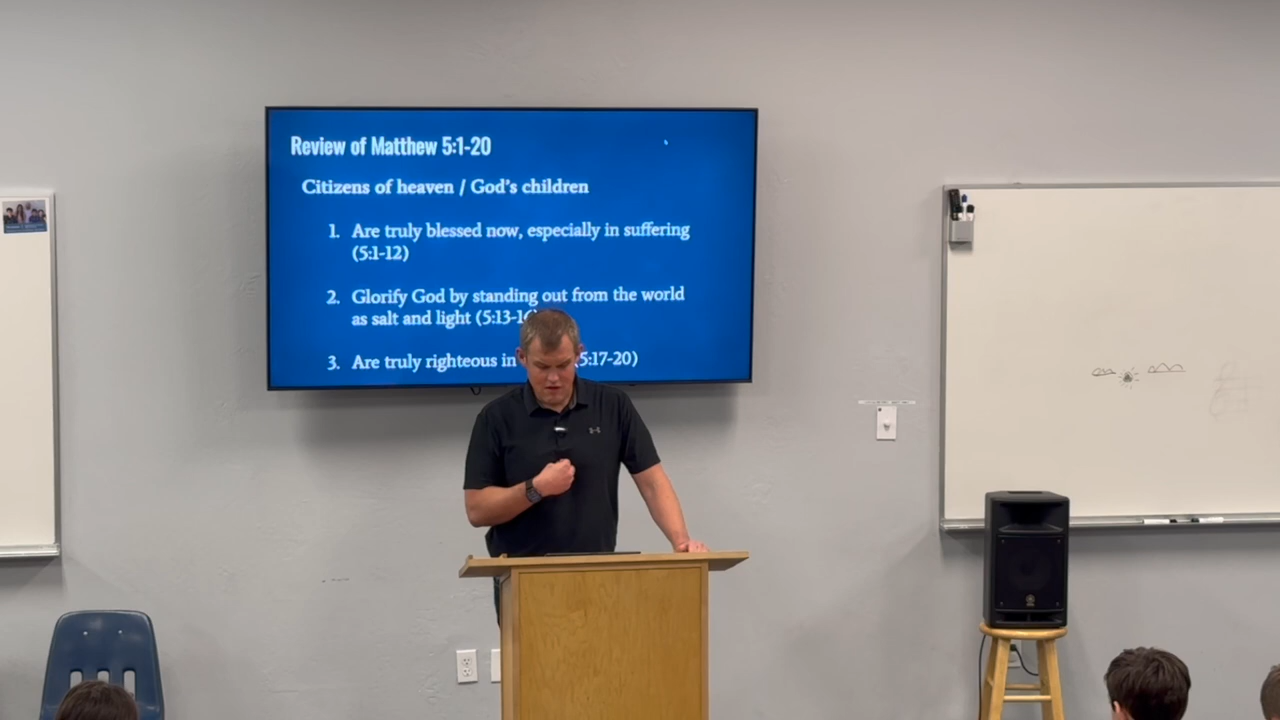 Review of Matthew 5:1-20
Citizens of heaven / God's children
1. Are truly blessed now, especially in suffering
(5:1-12)
2. Glorify God by standing out from the world
as salt and light (5:13-16
3. Are truly righteous in (5:17-20)